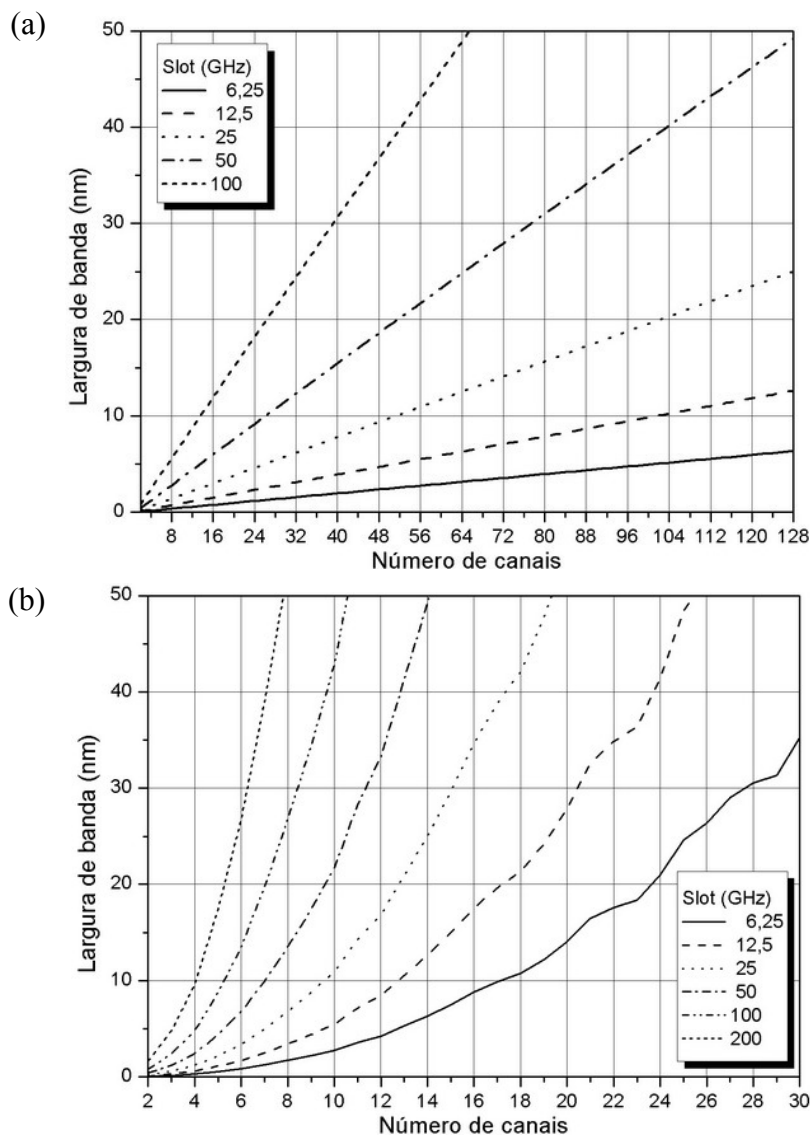 (a)
50
40
30
20
10
0
Largura de banda (nm)
Slot (GHz)
6,25
12,5
25
50
100
8 16 24 32 40 48 56 64 72 80 88 96 104 112 120 128
Número de canais
(b)
50
40
30
20
10
0
Largura de banda (nm)
Slot (GHz)
6,25
12,5
25
50
100
200
2 4 6 8 10 12 14 16 18 20 22 24 26 28 30
Número de canais